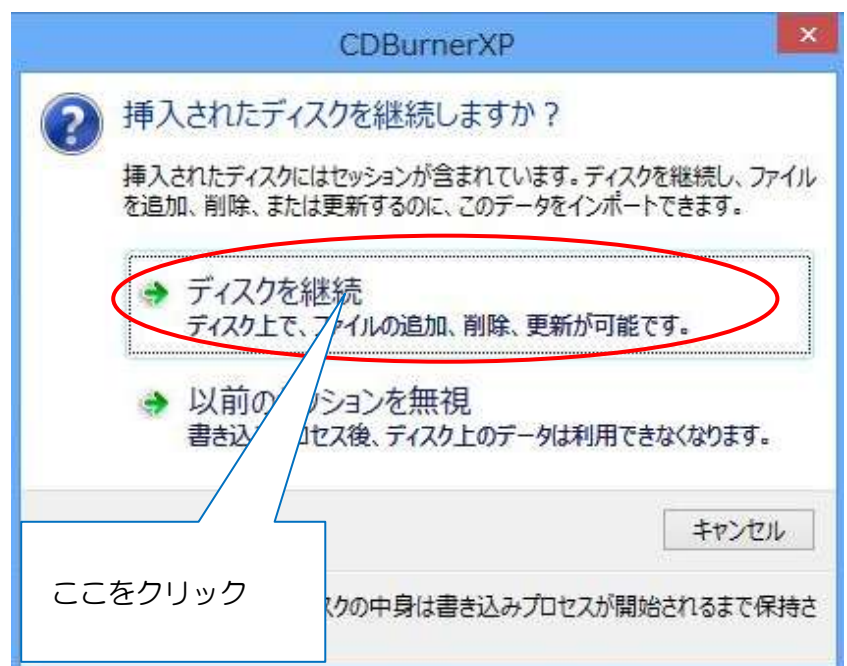 CDBurnerXP
挿入されたディスクを継続しますか？
挿入されたディスクにはセッションが含まれています。ディスクを継続し、ファイル
を追加、削除、または更新するのに、このデータをインポートできます。
ディスクを継続
ディスク上で、ファイルの追加、削除、更新が可能です。
以前の ションを無視
書き込 ロセス後、ディスク上のデータは利用できなくなります。
キャンセル
ここをクリック
スクの中身は書き込みプロセスが開始されるまで保持さ